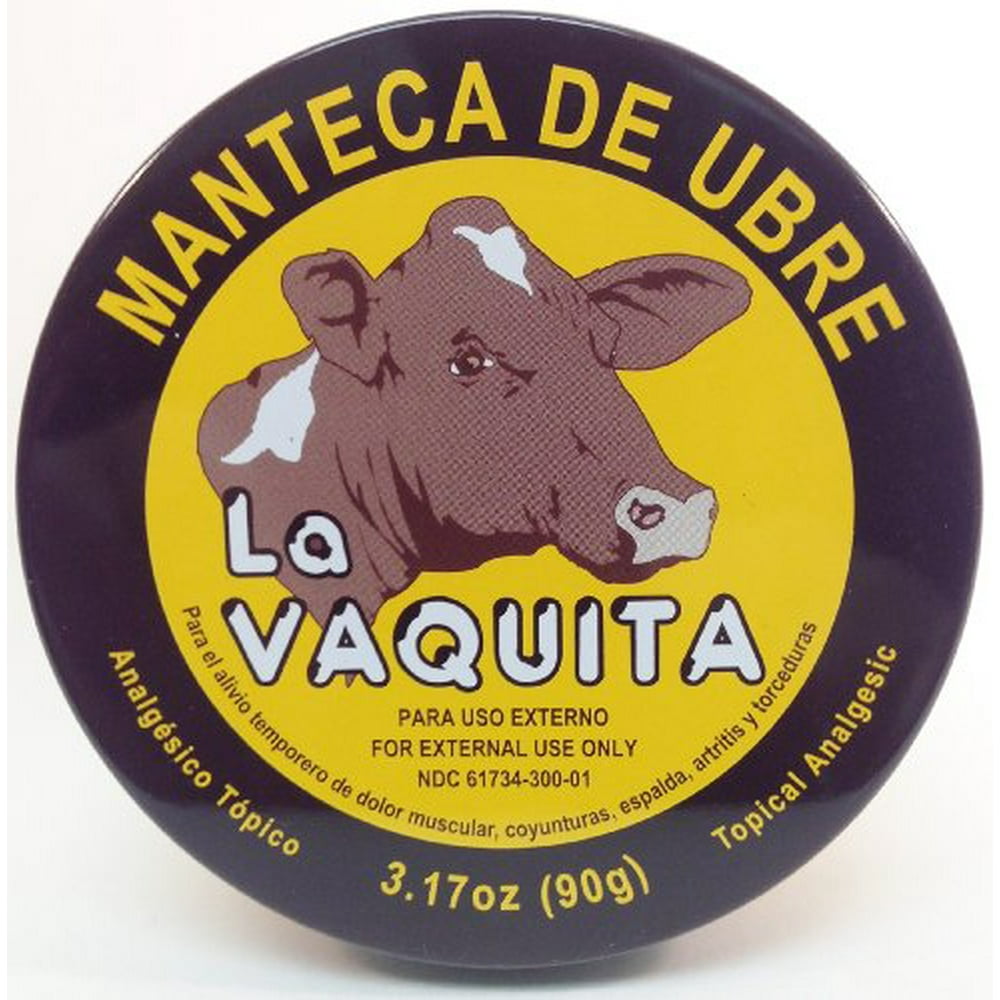 MANTECA DE UBRE
La
VAQUITA
PARA USO EXTERNO
FOR EXTERNAL USE ONLY
NDC 61734-300-01
Para el alivio temporero de dolor muscular, coyunturas, espalda, artritis y torceduras
Analgésico Tópico
Topical Analgesic
3.17oz (90g)